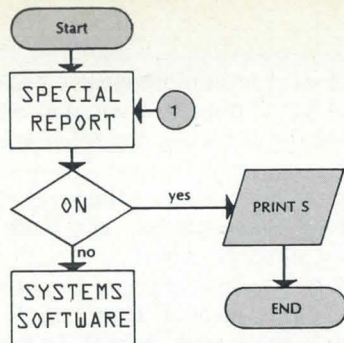 Start
SPECIAL
REPORT
1
ON
yes
PRINT S
no
SYSTEMS
SOFTWARE
END